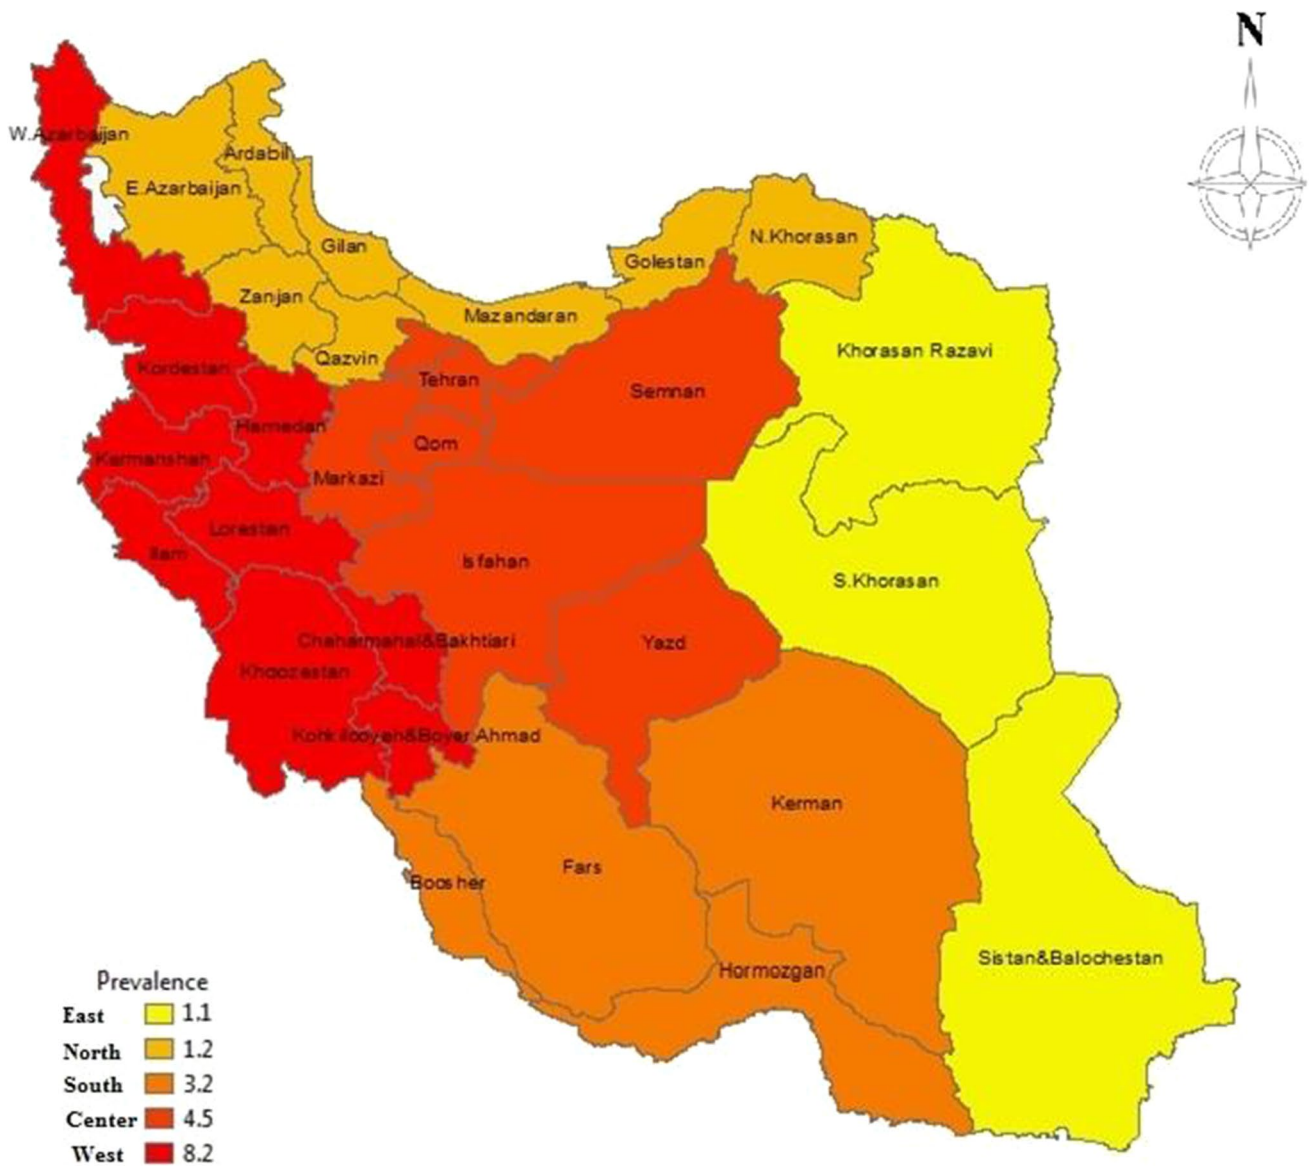 N
W.Azarbaijan
Ardabil
E.Azarbaijan
N.Khorasan
Gilan
Golestan
Zanjan
Mazandaran
Khorasan Razavi
Qazvin
Kordestan
Tehran
Semnan
Hamedan
Qom
Karmanshah
Markazi
Lorestan
Ilam
Isfahan
S.Khorasan
Chaharmahal&Bakhtiari
Yazd
Khoozestan
Kohkilooyeh&Boyer Ahmad
Kerman
Fars
Boosher
Sistan&Balochestan
Hormozgan
Prevalence
East 1.1
North 1.2
South 3.2
Center 4.5
West 8.2